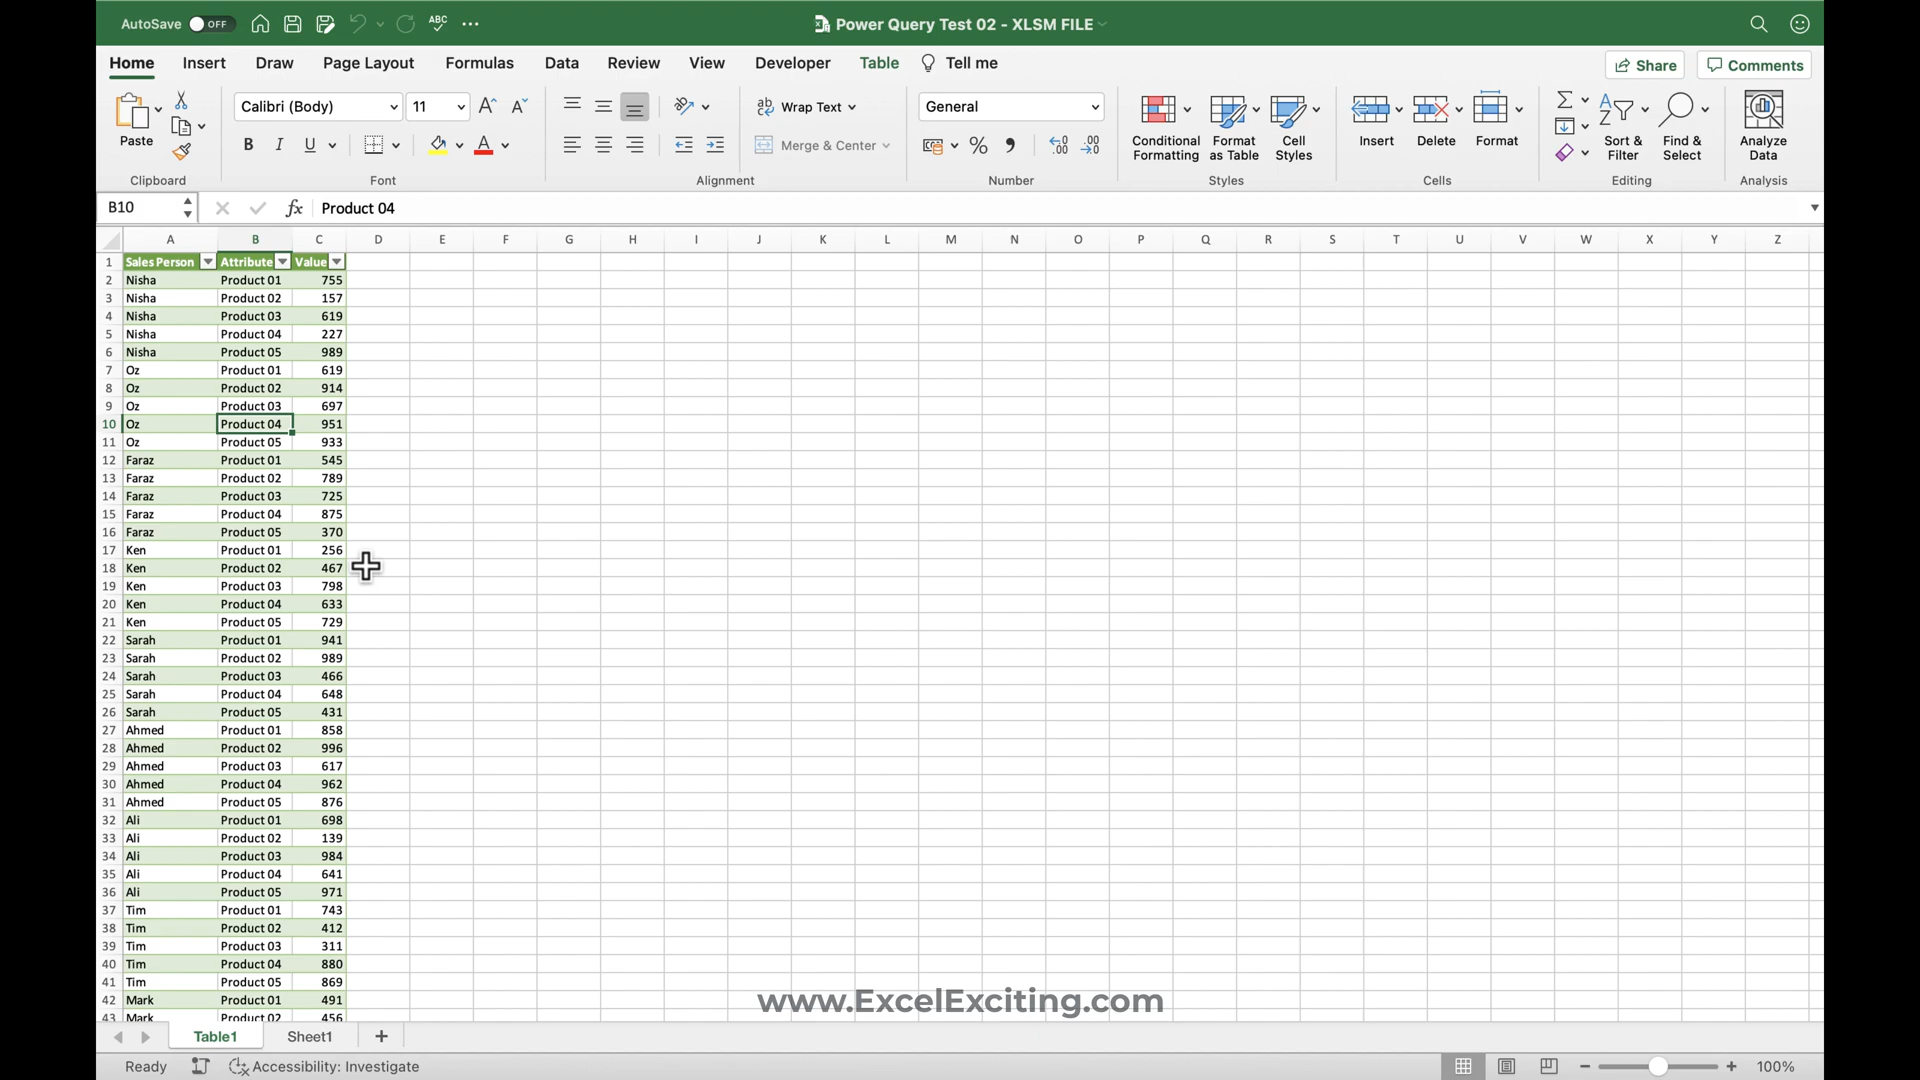 AutoSave OFF ABC Power Query Test 02 - XLSM FILE
Home Insert Draw Page Layout Formulas Data Review View Developer Table Tell me Share Comments
Paste Calibri (Body) 11 Wrap Text General Conditional Formatting Format as Table Cell Styles Insert Delete Format Sort & Filter Find & Select Analyze Data
B I U A Merge & Center % 9
Clipboard Font Alignment Number Styles Cells Editing Analysis
B10 fx Product 04
A B C D E F G H I J K L M N O P Q R S T U V W X Y Z
1 Sales Person Attribute Value
2 Nisha Product 01 755
3 Nisha Product 02 157
4 Nisha Product 03 619
5 Nisha Product 04 227
6 Nisha Product 05 989
7 Oz Product 01 619
8 Oz Product 02 914
9 Oz Product 03 697
10 Oz Product 04 951
11 Oz Product 05 933
12 Faraz Product 01 545
13 Faraz Product 02 789
14 Faraz Product 03 725
15 Faraz Product 04 875
16 Faraz Product 05 370
17 Ken Product 01 256
18 Ken Product 02 467
19 Ken Product 03 798
20 Ken Product 04 633
21 Ken Product 05 729
22 Sarah Product 01 941
23 Sarah Product 02 989
24 Sarah Product 03 466
25 Sarah Product 04 648
26 Sarah Product 05 431
27 Ahmed Product 01 858
28 Ahmed Product 02 996
29 Ahmed Product 03 617
30 Ahmed Product 04 962
31 Ahmed Product 05 876
32 Ali Product 01 698
33 Ali Product 02 139
34 Ali Product 03 984
35 Ali Product 04 641
36 Ali Product 05 971
37 Tim Product 01 743
38 Tim Product 02 412
39 Tim Product 03 311
40 Tim Product 04 880
41 Tim Product 05 869
42 Mark Product 01 491
43 Mark Product 02 456
www.ExcelExciting.com
Table1 Sheet1
Ready Accessibility: Investigate 100%